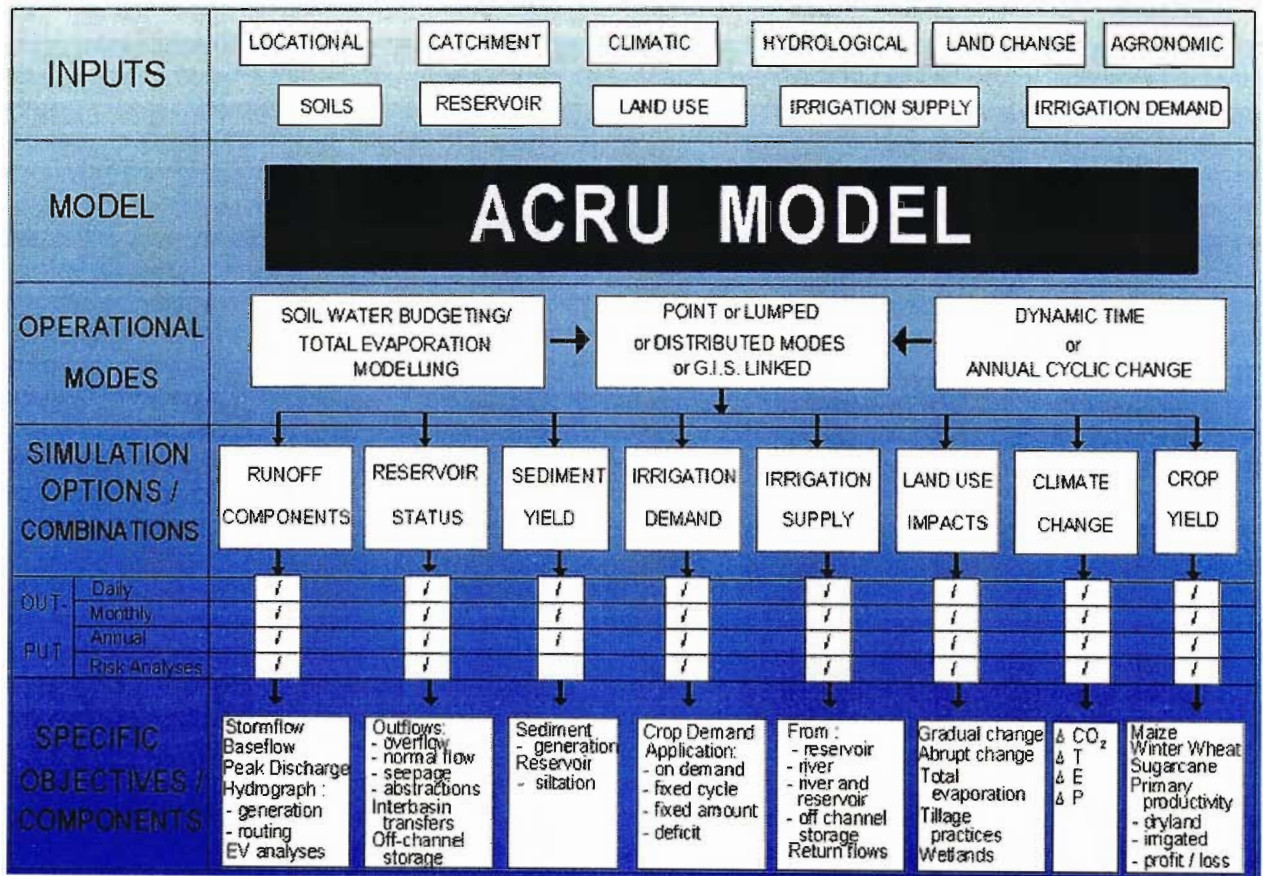 INPUTS
LOCATIONAL
CATCHMENT
CLIMATIC
HYDROLOGICAL
LAND CHANGE
AGRONOMIC
SOILS
RESERVOIR
LAND USE
IRRIGATION SUPPLY
IRRIGATION DEMAND
MODEL
ACRU MODEL
OPERATIONAL
MODES
SOIL WATER BUDGETING/
TOTAL EVAPORATION
MODELLING
POINT or LUMPED
or DISTRIBUTED MODES
or G.I.S. LINKED
DYNAMIC TIME
or
ANNUAL CYCLIC CHANGE
SIMULATION
OPTIONS /
COMBINATIONS
RUNOFF
COMPONENTS
RESERVOIR
STATUS
SEDIMENT
YIELD
IRRIGATION
DEMAND
IRRIGATION
SUPPLY
LAND USE
IMPACTS
CLIMATE
CHANGE
CROP
YIELD
OUT-
PUT
Daily
/ / / / / / / /
Monthly
/ / / / / / / /
Annual
/ / / / / / / /
Risk Analyses
/ / / / / / /
SPECIFIC
OBJECTIVES /
COMPONENTS
Stormflow
Baseflow
Peak Discharge
Hydrograph :
- generation
- routing
EV analyses
Outflows:
- overflow
- normal flow
- seepage
- abstractions
Interbasin
transfers
Off-channel
storage
Sediment
- generation
Reservoir
- siltation
Crop Demand
Application:
- on demand
- fixed cycle
- fixed amount
- deficit
From :
- reservoir
- river
- river and
reservoir
- off channel
storage
Return flows
Gradual change
Abrupt change
Total
evaporation
Tillage
practices
Wetlands
Δ CO₂
Δ T
Δ E
Δ P
Maize
Winter Wheat
Sugarcane
Primary
productivity
- dryland
- irrigated
- profit / loss